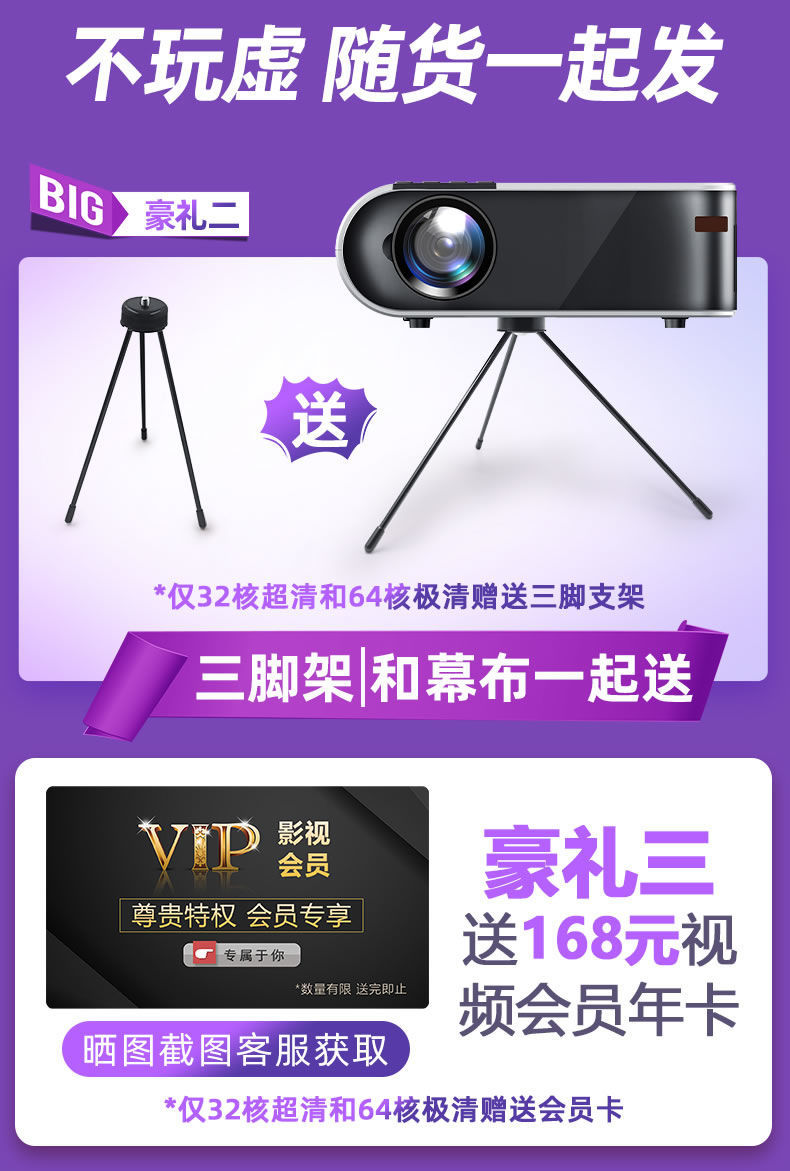 不玩虚 随货一起发
BIG 豪礼二
送
*仅32核超清和64核极清赠送三脚支架
三脚架|和幕布一起送
VIP 影视
会员
尊贵特权 会员专享
专属于你
*数量有限 送完即止
晒图截图客服获取
豪礼三
送168元视
频会员年卡
*仅32核超清和64核极清赠送会员卡